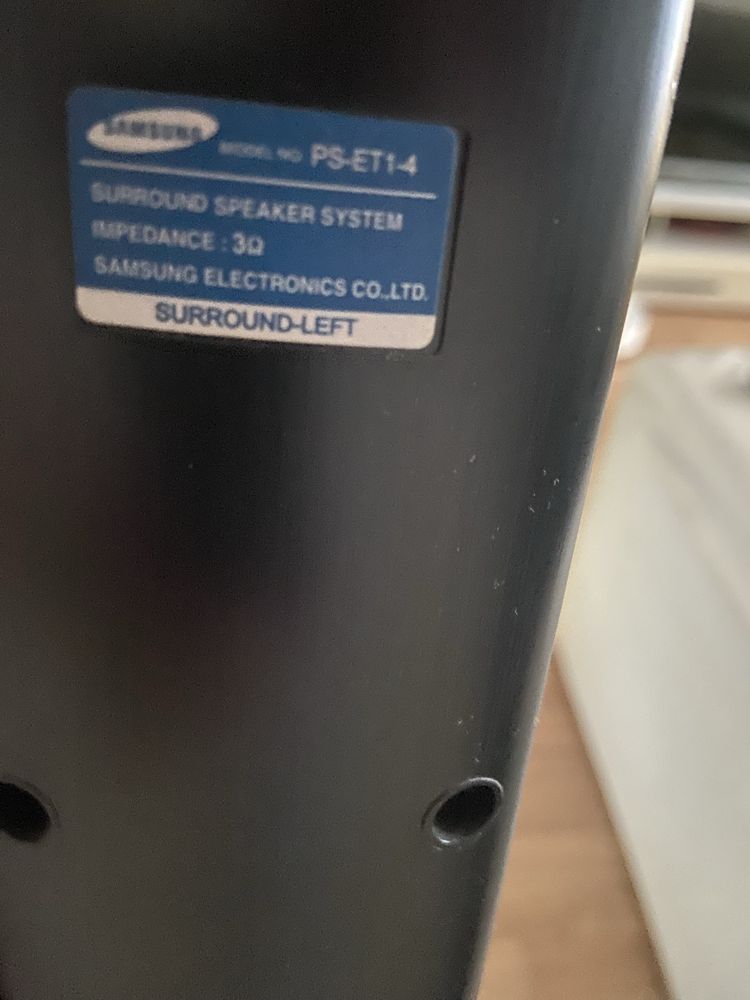 SAMSUNG MODEL NO PS-ET1-4
SURROUND SPEAKER SYSTEM
IMPEDANCE : 3Ω
SAMSUNG ELECTRONICS CO.,LTD.
SURROUND-LEFT